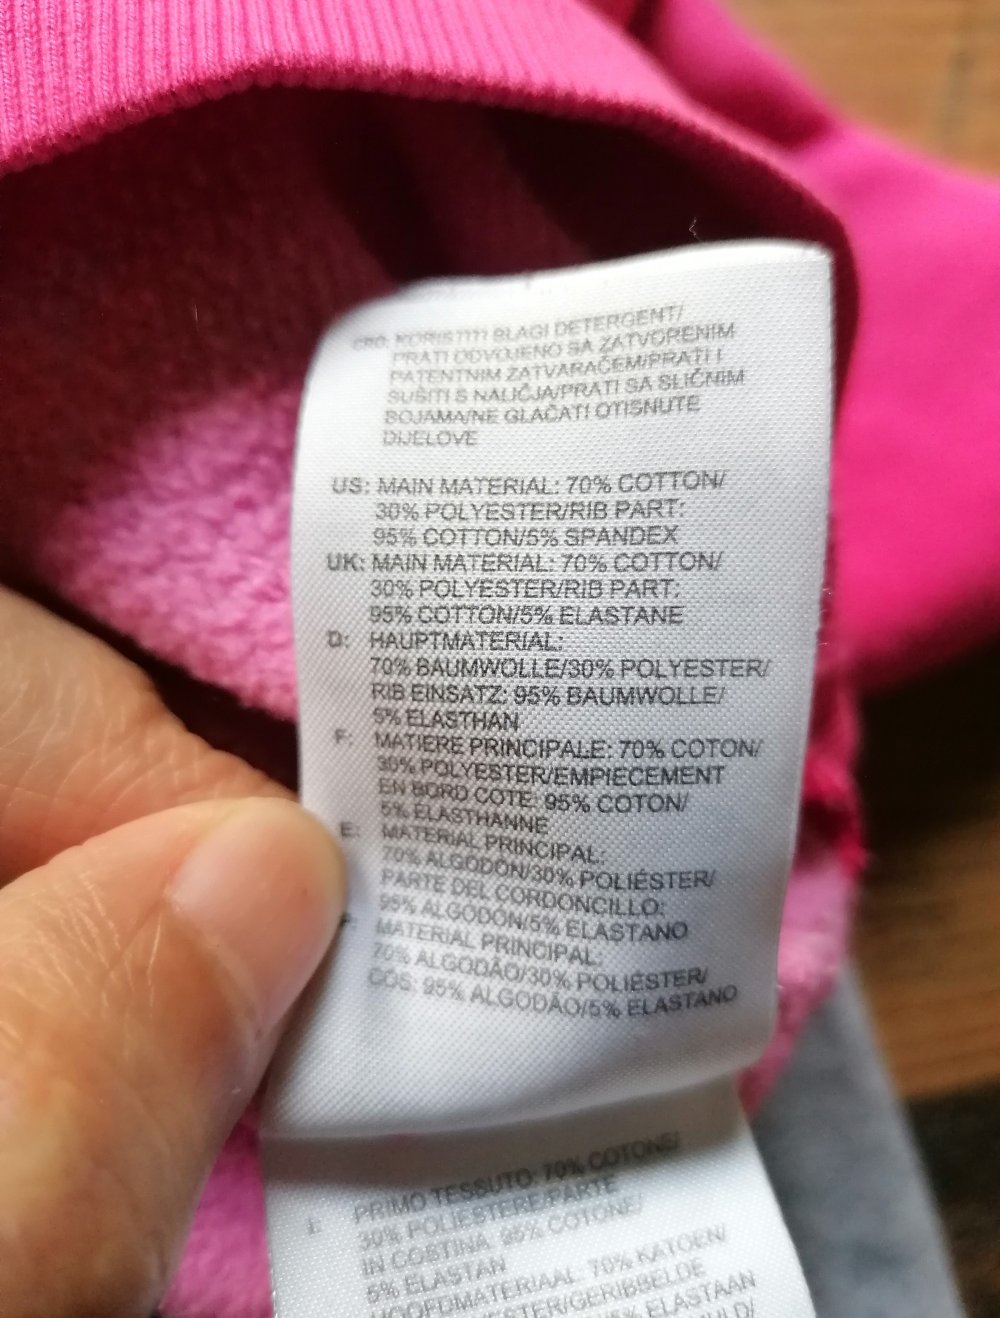 CRO: KORISTITI BLAGI DETERGENT/
PRATI ODVOJENO SA ZATVORENIM
PATENTNIM ZATVARAČEM/PRATI I
SUŠITI S NALIČJA/PRATI SA SLIČNIM
BOJAMA/NE GLAČATI OTISNUTE
DIJELOVE
US: MAIN MATERIAL: 70% COTTON/
30% POLYESTER/RIB PART:
95% COTTON/5% SPANDEX
UK: MAIN MATERIAL: 70% COTTON/
30% POLYESTER/RIB PART:
95% COTTON/5% ELASTANE
D: HAUPTMATERIAL:
70% BAUMWOLLE/30% POLYESTER/
RIB EINSATZ: 95% BAUMWOLLE/
5% ELASTHAN
F: MATIERE PRINCIPALE: 70% COTON/
30% POLYESTER/EMPIECEMENT
EN BORD COTE: 95% COTON/
5% ELASTHANNE
E: MATERIAL PRINCIPAL:
70% ALGODÓN/30% POLIÉSTER/
PARTE DEL CORDONCILLO:
95% ALGODÓN/5% ELASTANO
MATERIAL PRINCIPAL:
70% ALGODÃO/30% POLIÉSTER/
CÓS: 95% ALGODÃO/5% ELASTANO
I: PRIMO TESSUTO: 70% COTONE/
30% POLIESTERE/PARTE
IN COSTINA: 95% COTONE/
5% ELASTAN
HOOFDMATERIAAL: 70% KATOEN/
/GERIBBELDE
ELASTAAN